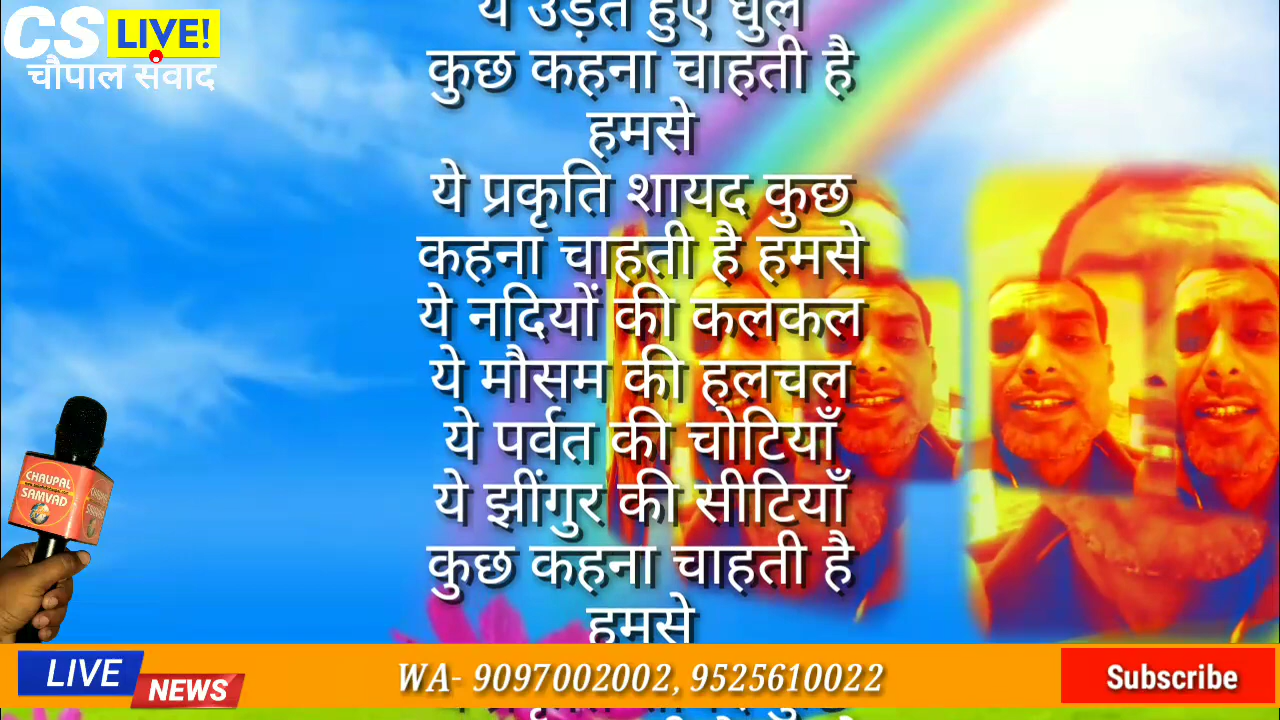 CS LIVE!
चौपाल संवाद
ये उड़ते हुए धुल
कुछ कहना चाहती है
हमसे
ये प्रकृति शायद कुछ
कहना चाहती है हमसे
ये नदियों की कलकल
ये मौसम की हलचल
ये पर्वत की चोटियाँ
ये झींगुर की सीटियाँ
कुछ कहना चाहती है
हमसे
CHAUPAL
SAMVAD
LIVE
NEWS
WA- 9097002002, 9525610022
Subscribe